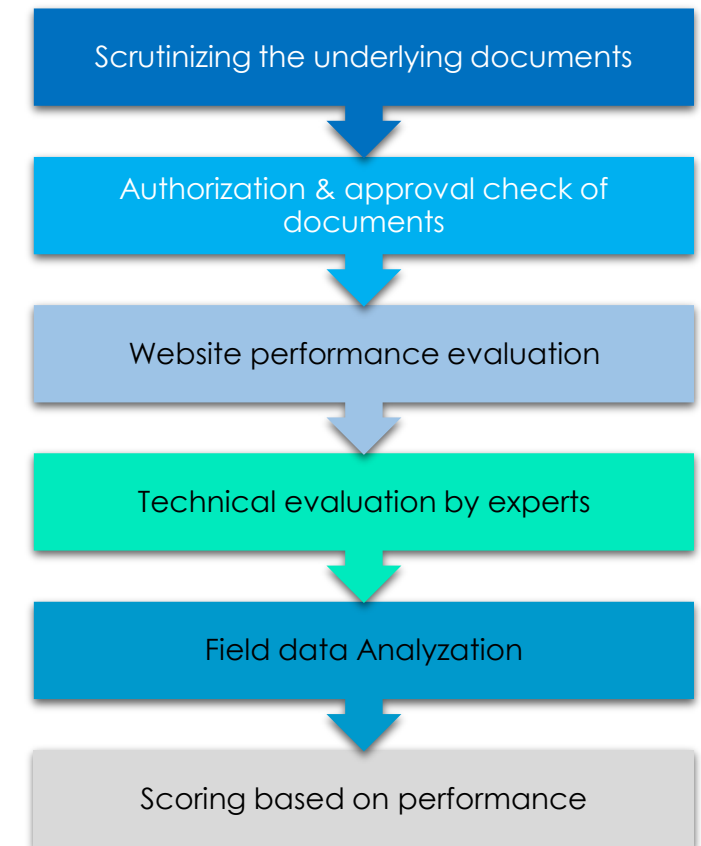 Scrutinizing the underlying documents
Authorization & approval check of
documents
Website performance evaluation
Technical evaluation by experts
Field data Analyzation
Scoring based on performance